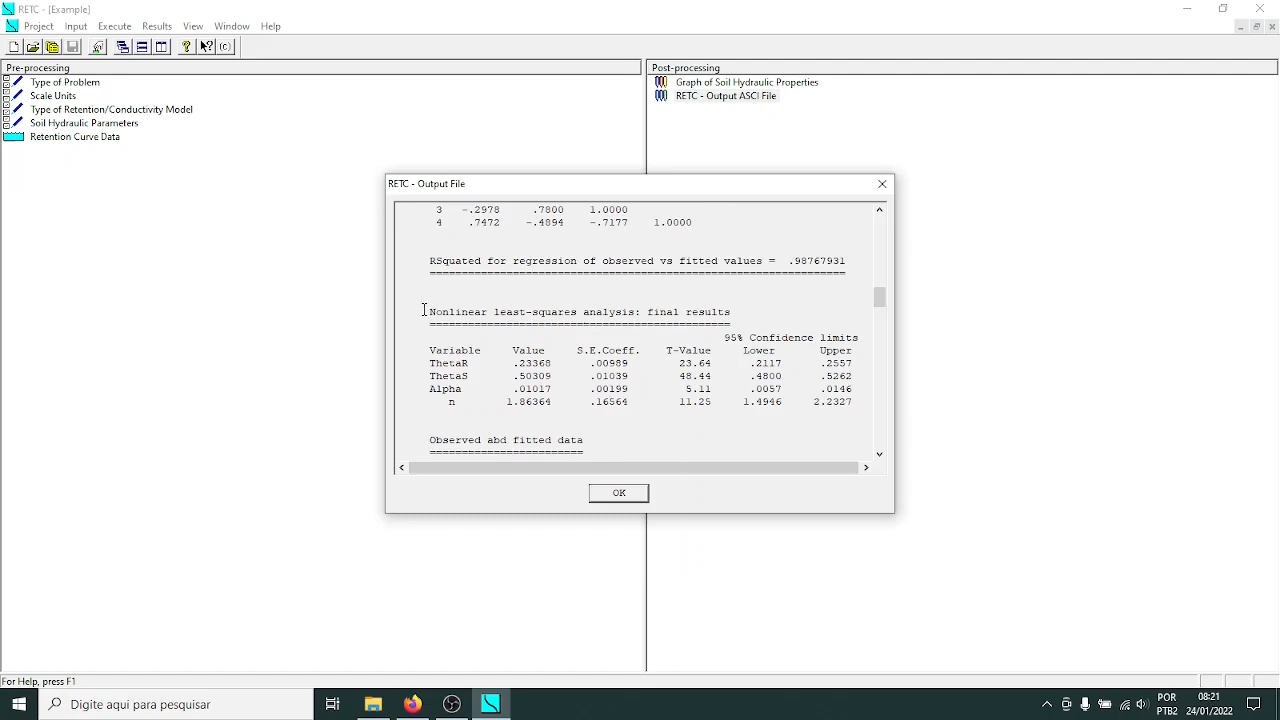 RETC - [Example]
Project Input Execute Results View Window Help
Pre-processing
Type of Problem
Scale Units
Type of Retention/Conductivity Model
Soil Hydraulic Parameters
Retention Curve Data
Post-processing
Graph of Soil Hydraulic Properties
RETC - Output ASCI File
RETC - Output File
3 -.2978 .7800 1.0000
4 .7472 -.4894 -.7177 1.0000
RSquated for regression of observed vs fitted values = .98767931
=================================================================
Nonlinear least-squares analysis: final results
===============================================
95% Confidence limits
Variable Value S.E.Coeff. T-Value Lower Upper
ThetaR .23368 .00989 23.64 .2117 .2557
ThetaS .50309 .01039 48.44 .4800 .5262
Alpha .01017 .00199 5.11 .0057 .0146
n 1.86364 .16564 11.25 1.4946 2.2327
Observed abd fitted data
========================
OK
For Help, press F1
Digite aqui para pesquisar
POR 08:21
PTB2 24/01/2022